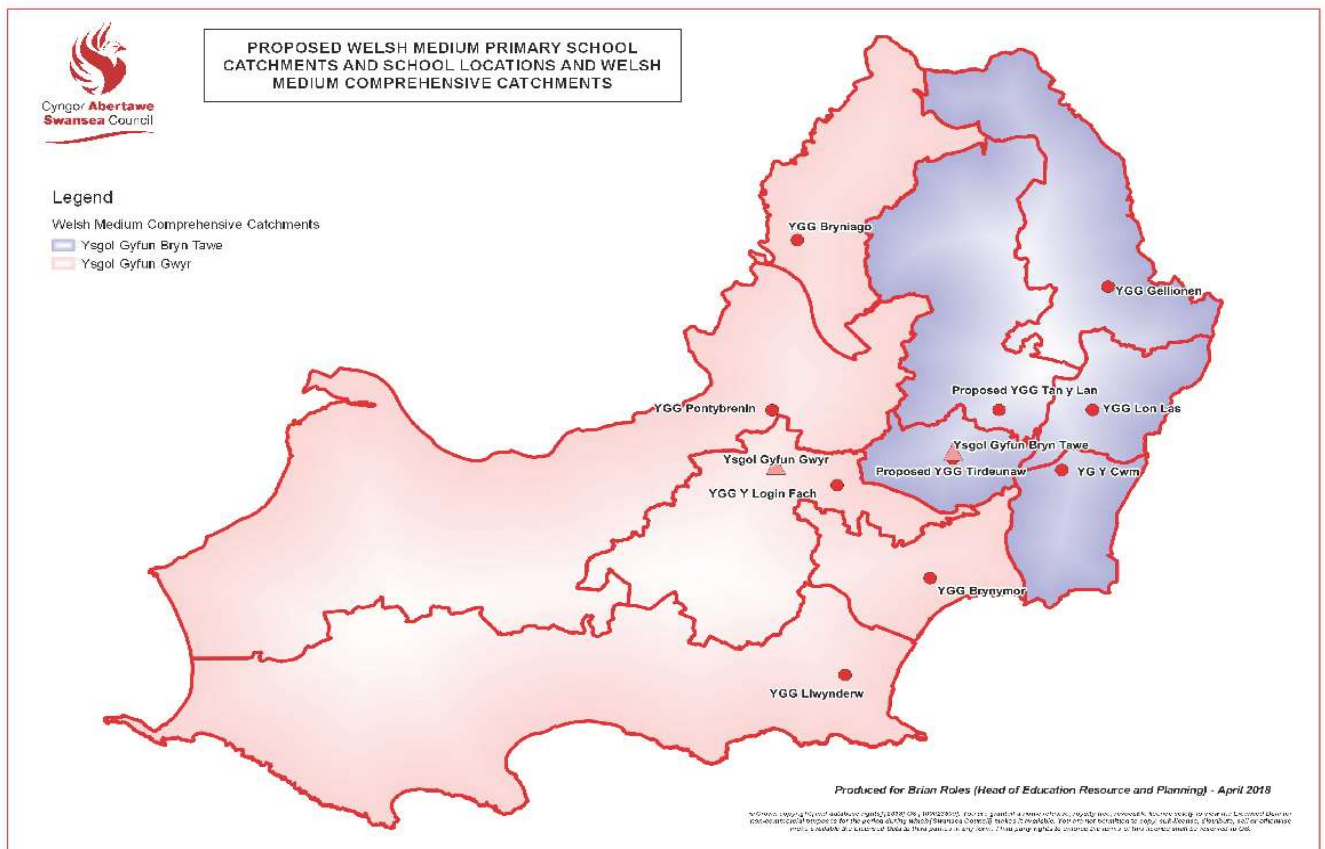 PROPOSED WELSH MEDIUM PRIMARY SCHOOL
CATCHMENTS AND SCHOOL LOCATIONS AND WELSH
MEDIUM COMPREHENSIVE CATCHMENTS
Cyngor Abertawe
Swansea Council
Legend
Welsh Medium Comprehensive Catchments
Ysgol Gyfun Bryn Tawe
Ysgol Gyfun Gwyr
YGG Bryniago
YGG Gellionen
Proposed YGG Tan y Lan
YGG Pontybrenin
YGG Lon Las
Ysgol Gyfun Bryn Tawe
Ysgol Gyfun Gwyr
Proposed YGG Tirdeunaw
YG Y Cwm
YGG Y Login Fach
YGG Brynymor
YGG Llwynderw
Produced for Brian Roles (Head of Education Resource and Planning) - April 2018